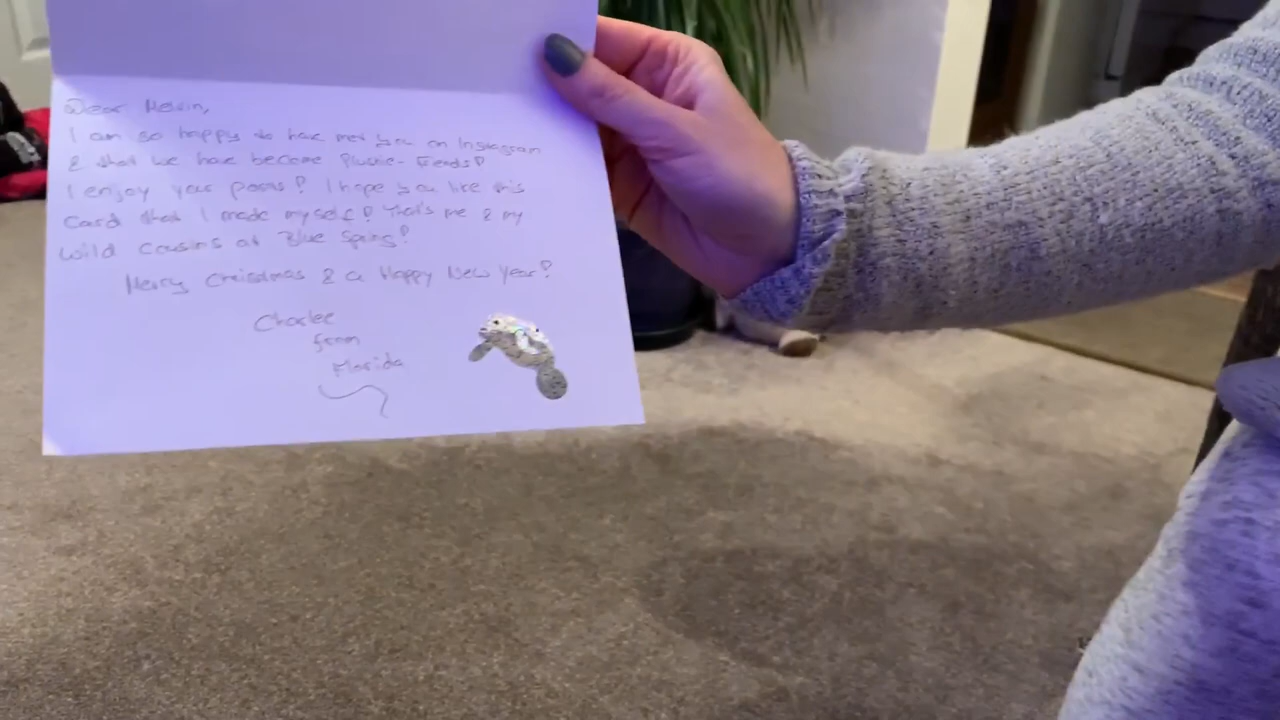 Dear Melvin,
I am so happy to have met you on Instagram
& that we have become Plushie-Friends!
I enjoy your posts! I hope you like this
card that I made myself! That's me & my
wild cousins at Blue Spring!
Merry Christmas & a Happy New Year!
Charlee
from
Florida